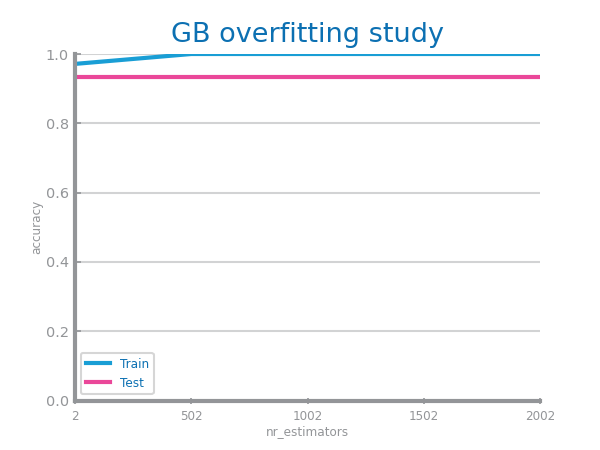 GB overfitting study
1.0
0.8
0.6
0.4
0.2
0.0
accuracy
Train
Test
2 502 1002 1502 2002
nr_estimators